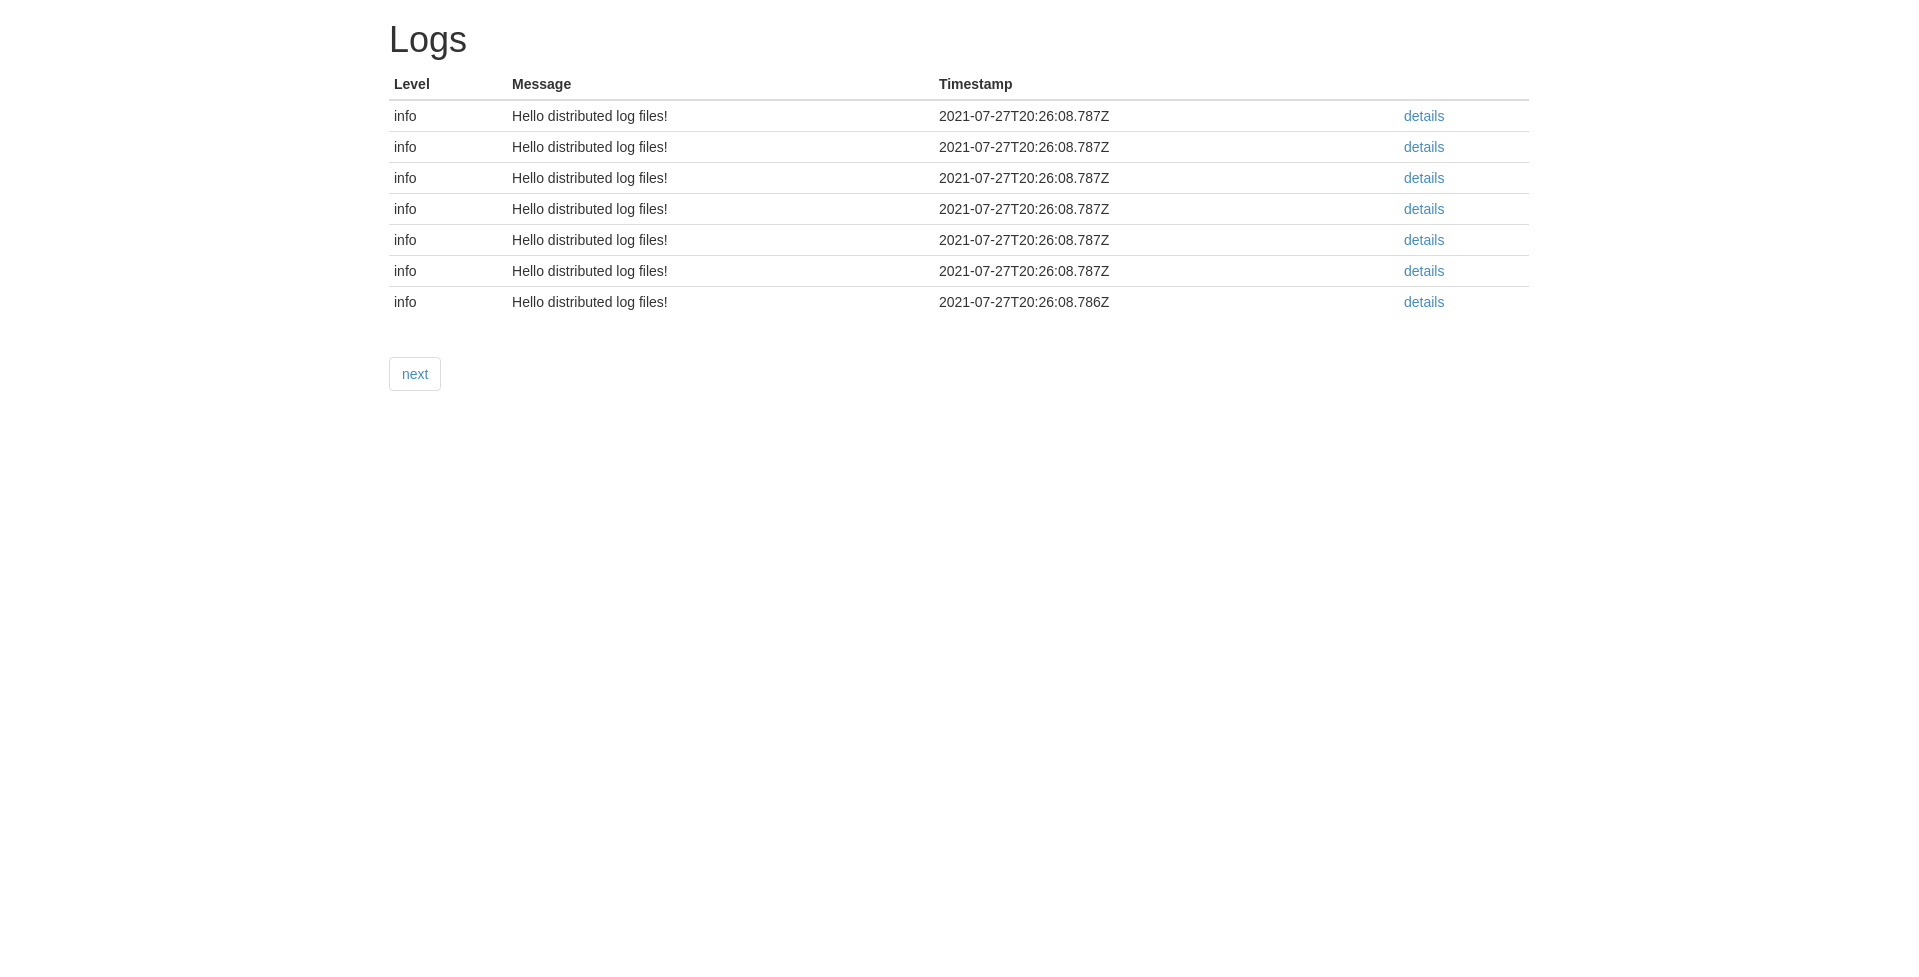 Logs
Level Message Timestamp
info Hello distributed log files! 2021-07-27T20:26:08.787Z details
info Hello distributed log files! 2021-07-27T20:26:08.787Z details
info Hello distributed log files! 2021-07-27T20:26:08.787Z details
info Hello distributed log files! 2021-07-27T20:26:08.787Z details
info Hello distributed log files! 2021-07-27T20:26:08.787Z details
info Hello distributed log files! 2021-07-27T20:26:08.787Z details
info Hello distributed log files! 2021-07-27T20:26:08.786Z details
next